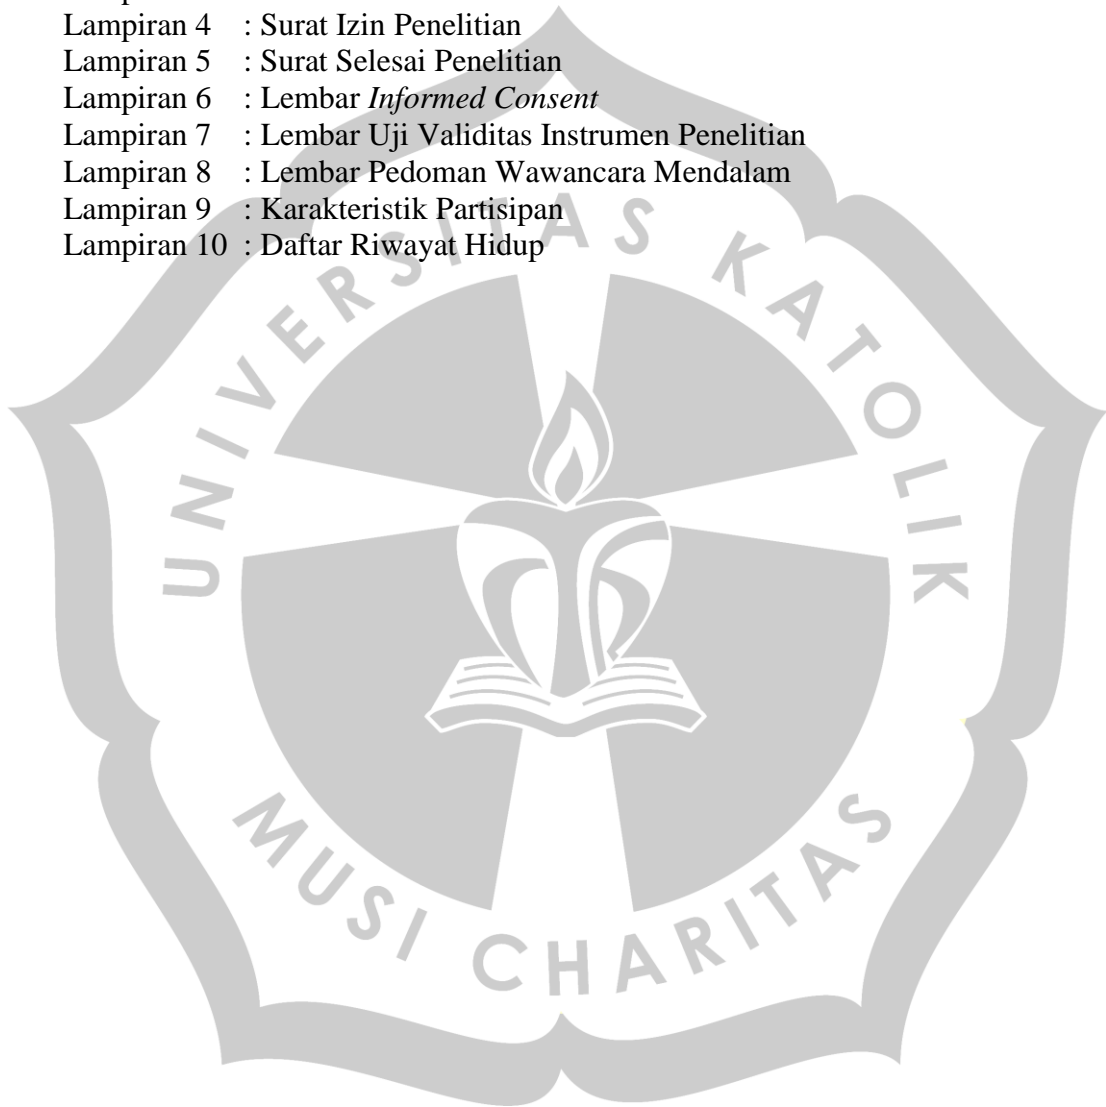 Lampiran 4 : Surat Izin Penelitian
Lampiran 5 : Surat Selesai Penelitian
Lampiran 6 : Lembar Informed Consent
Lampiran 7 : Lembar Uji Validitas Instrumen Penelitian
Lampiran 8 : Lembar Pedoman Wawancara Mendalam
Lampiran 9 : Karakteristik Partisipan
Lampiran 10 : Daftar Riwayat Hidup
UNIVERSITAS KATOLIK
MUSI CHARITAS